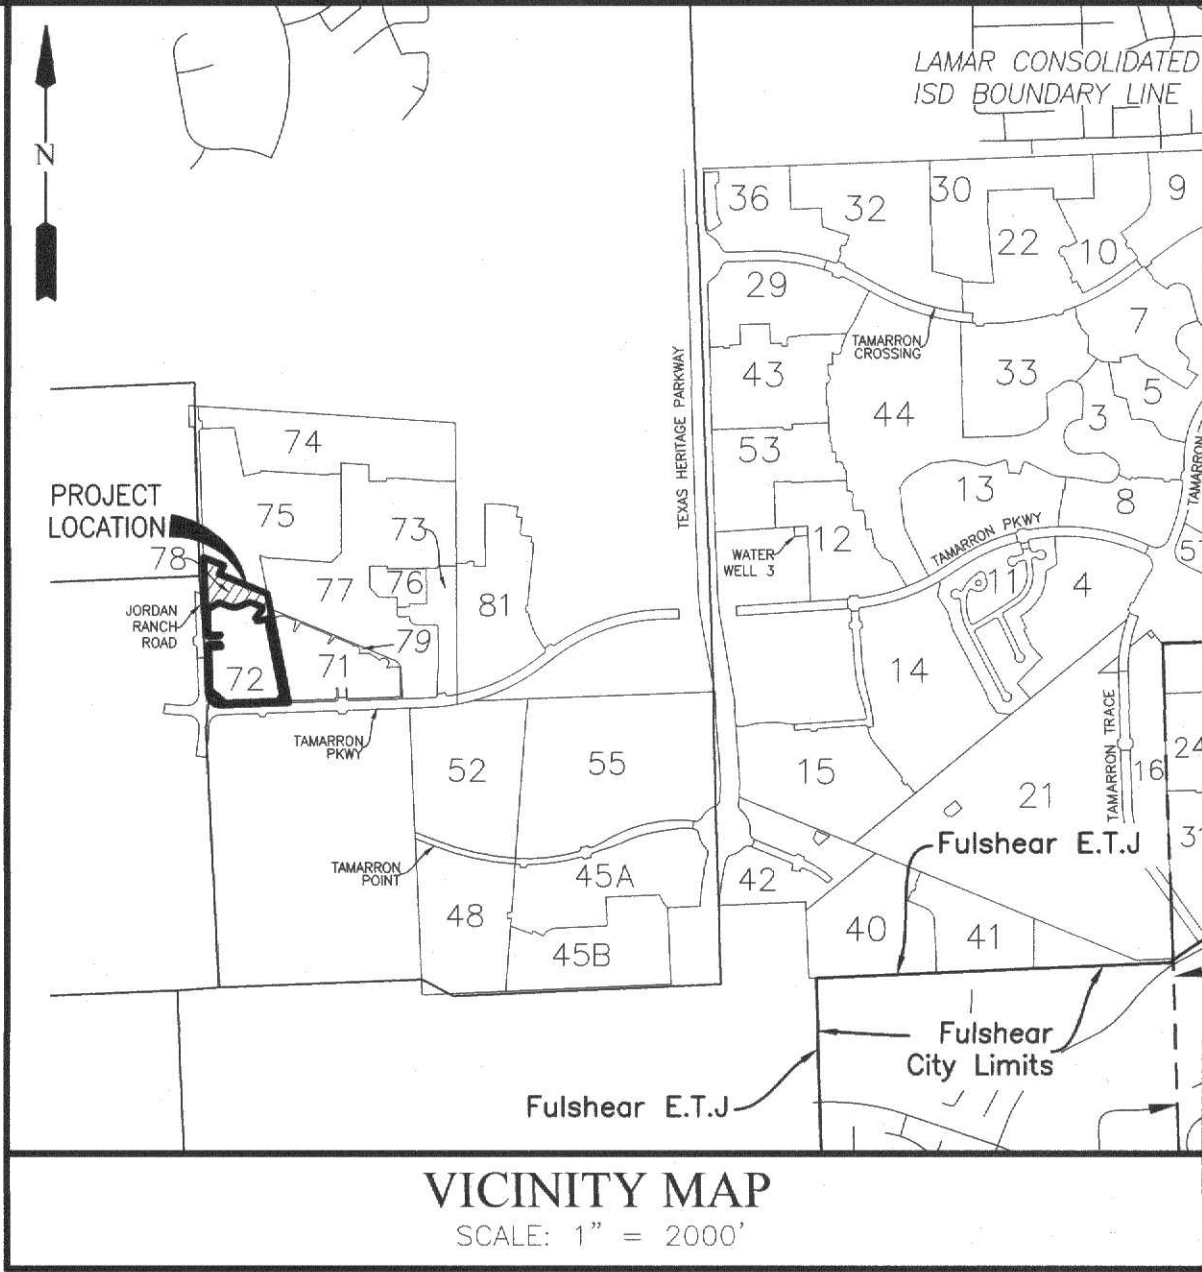 LAMAR CONSOLIDATED
ISD BOUNDARY LINE
N
36
32
30
9
22
10
29
7
TAMARRON
CROSSING
TEXAS HERITAGE PARKWAY
43
33
5
44
3
74
53
TAMARRON
PROJECT
LOCATION
13
8
75
73
12
TAMARRON PKWY
WATER
WELL 3
78
77
76
11
4
JORDAN
RANCH
ROAD
81
79
72
71
14
TAMARRON
PKWY
TAMARRON TRACE
52
55
15
16
24
21
Fulshear E.T.J
TAMARRON
POINT
45A
42
48
40
41
45B
Fulshear
City Limits
Fulshear E.T.J
VICINITY MAP
SCALE: 1" = 2000'